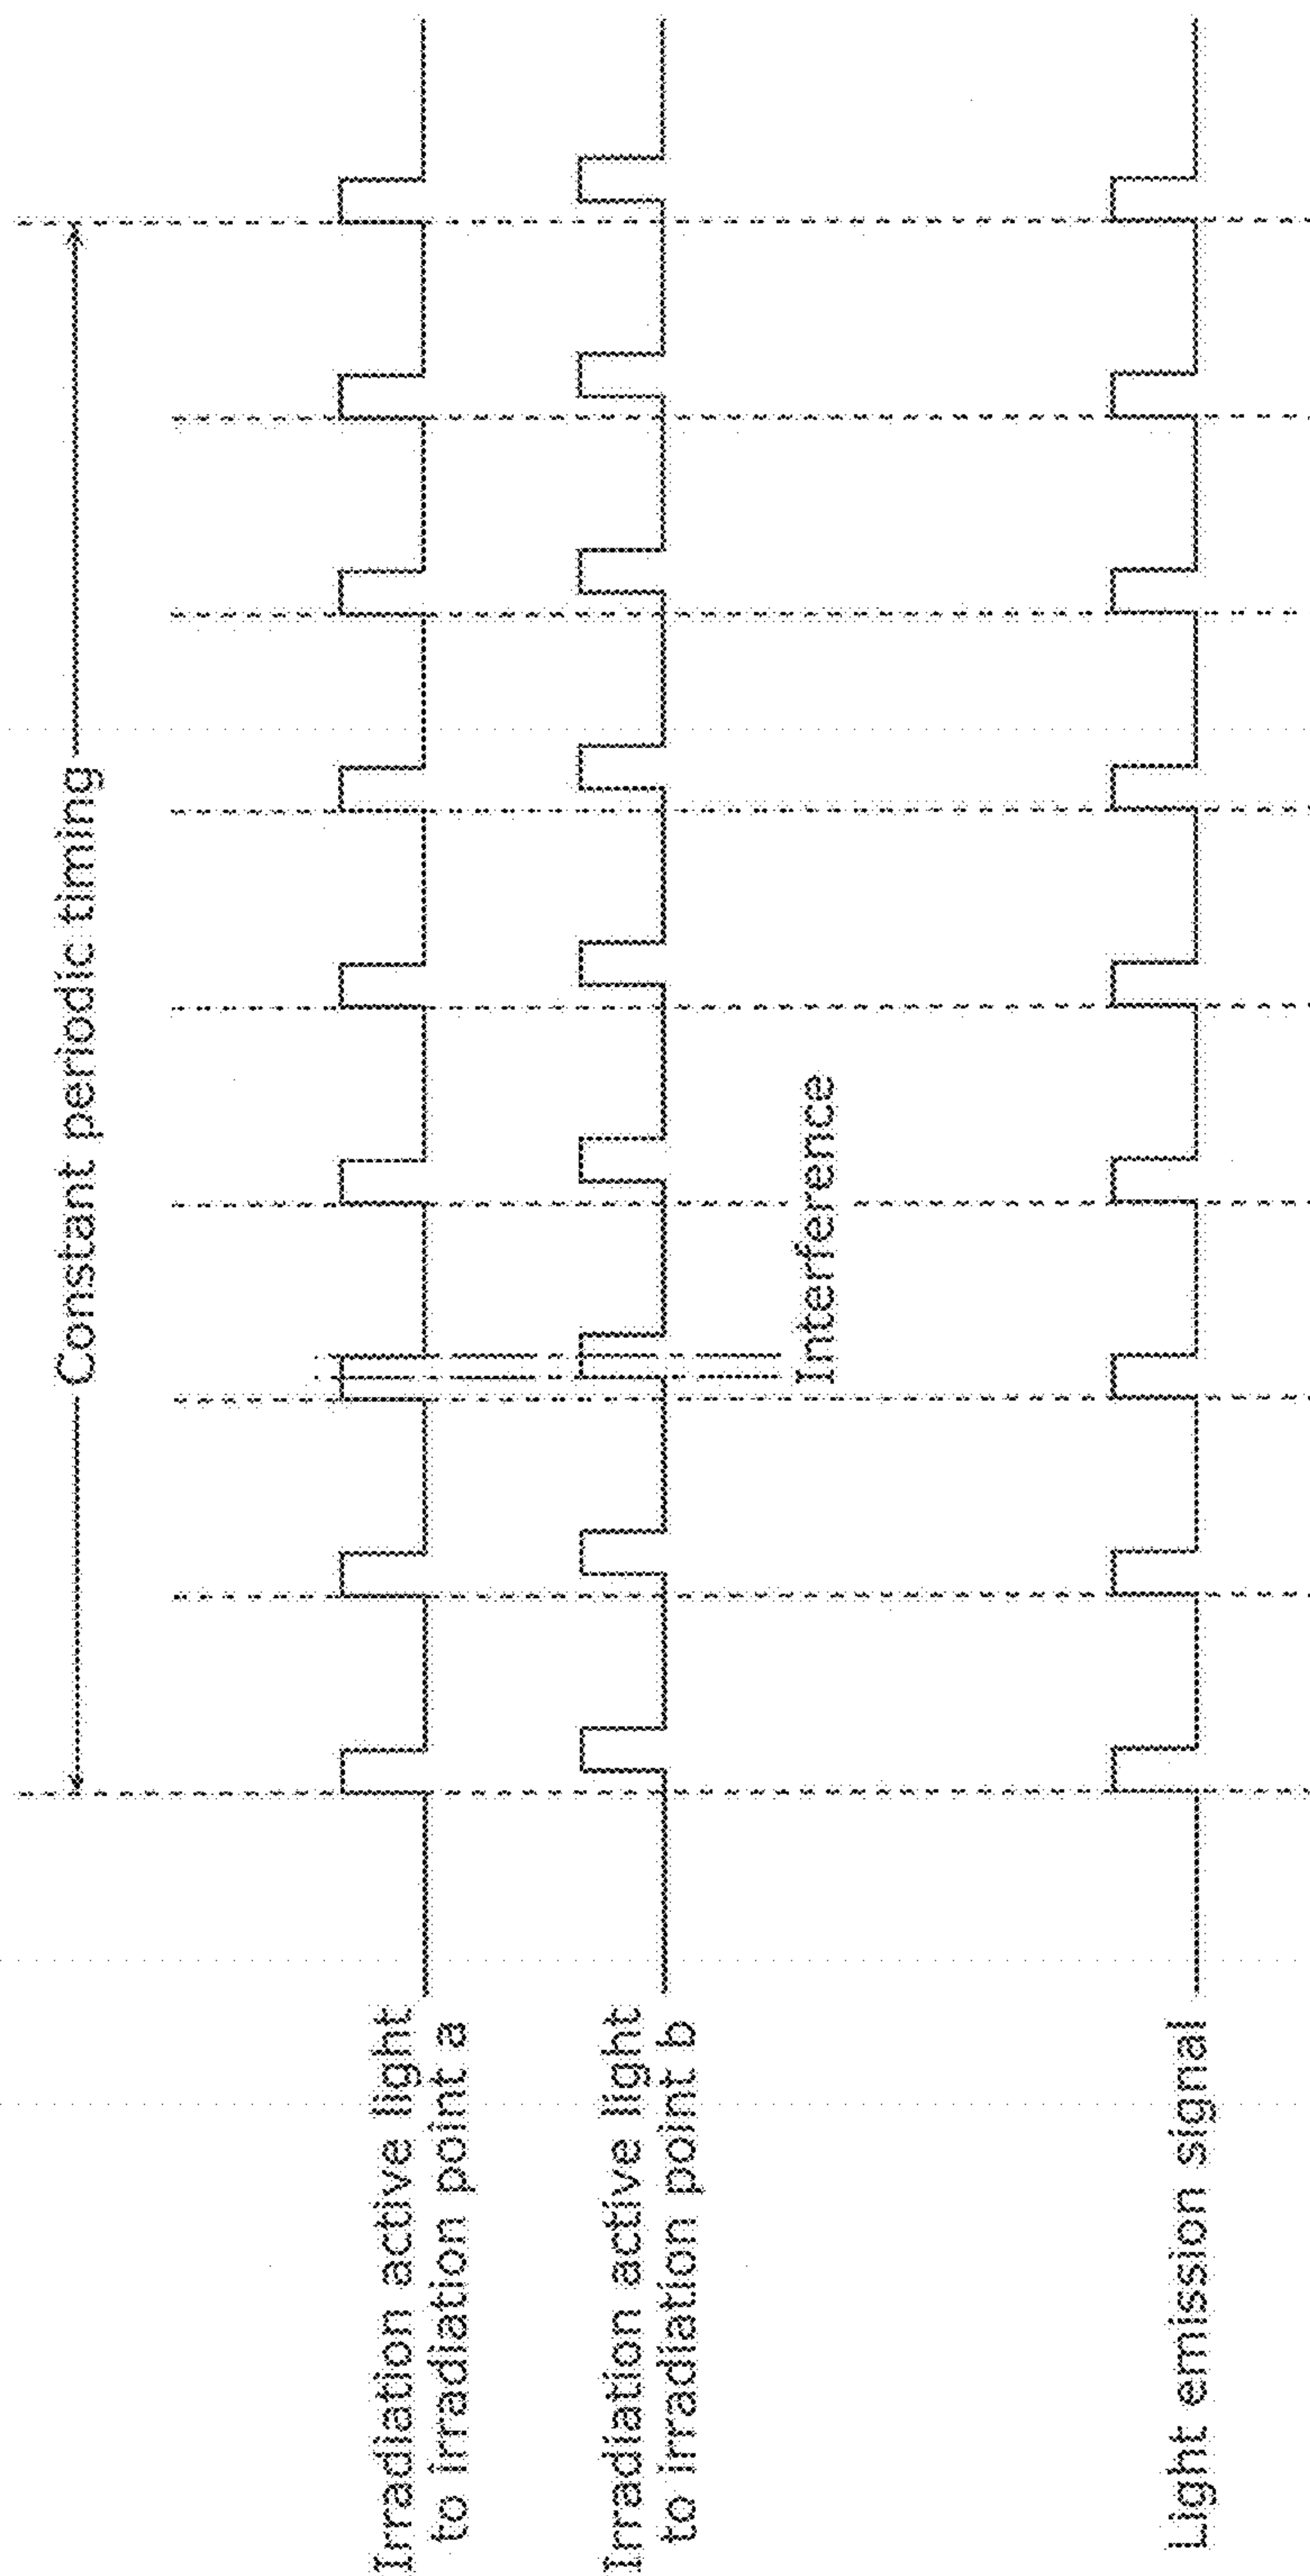 Constant periodic timing
Irradiation active light
to irradiation point a
Irradiation active light
to irradiation point b
Interference
Light emission signal